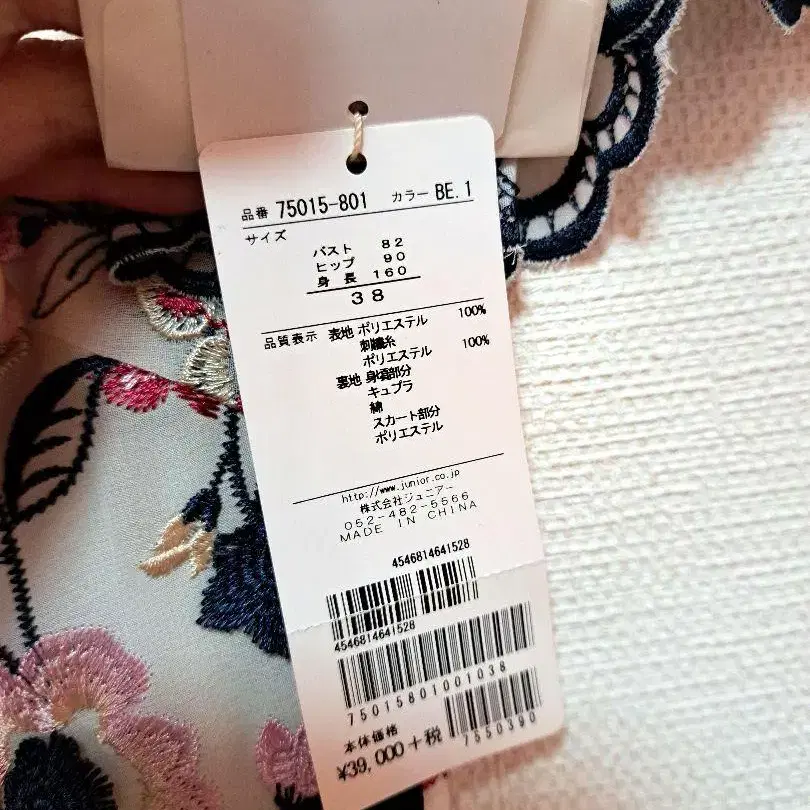 品番 75015-801 カラー BE.1
サイズ
バスト 82
ヒップ 90
身長 160
38
品質表示 表地 ポリエステル 100%
刺繍糸
ポリエステル 100%
裏地 身頃部分
キュプラ
綿
スカート部分
ポリエステル
http://www.junior.co.jp
株式会社ジュニアー
052-482-5566
MADE IN CHINA
4546814641528
4546814641528
75015801001038
本体価格
¥39,000+税
7550390